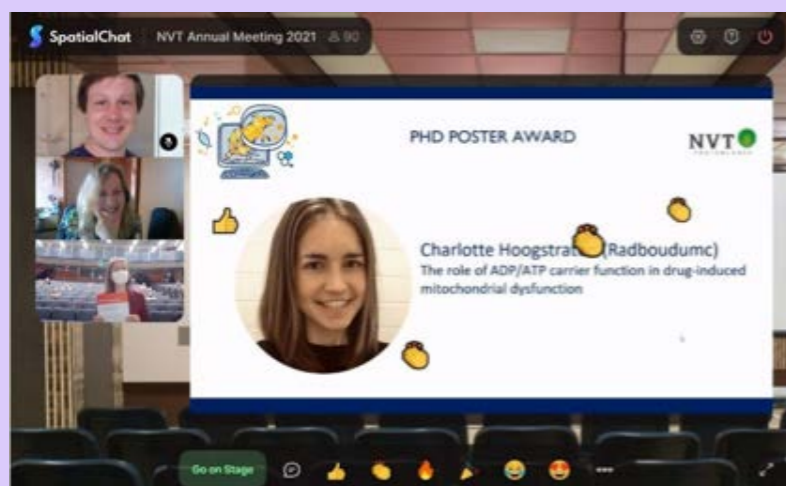 SpatialChat
NVT Annual Meeting 2021
90
PHD POSTER AWARD
NVT
Charlotte (Radboudumc)
The role of ADP/ATP carrier function in drug-induced
mitochondrial dysfunction
Go on Stage